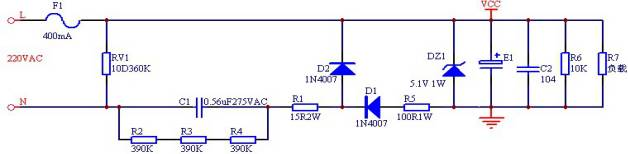 L
F1
400mA
VCC
220VAC
RV1
10D360K
D2
1N4007
DZ1
5.1V 1W
+
E1
C2
104
R6
10K
R7
负载
N
C1
0.56uF275VAC
R1
15R2W
D1
1N4007
R5
100R1W
R2
390K
R3
390K
R4
390K